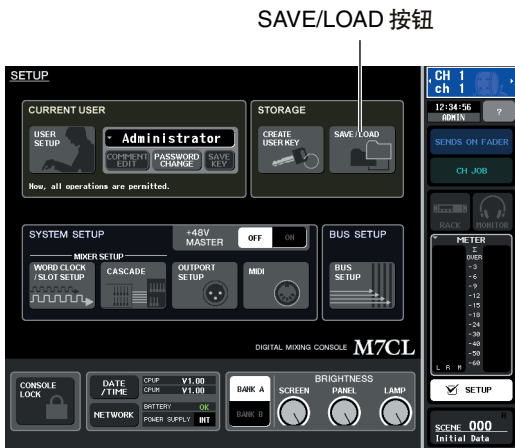 SAVE/LOAD 按钮
SETUP
CH 1
ch 1
CURRENT USER
STORAGE
12:34:56
ADMIN
?
USER
SETUP
Administrator
COMMENT
EDIT
PASSWORD
CHANGE
SAVE
KEY
Now, all operations are permitted.
CREATE
USER KEY
SAVE/LOAD
SENDS ON FADER
CH JOB
RACK
MONITOR
SYSTEM SETUP
+48V
MASTER
OFF
ON
BUS SETUP
MIXER SETUP
WORD CLOCK
/SLOT SETUP
CASCADE
OUTPORT
SETUP
MIDI
BUS
SETUP
METER
Σ
OVER
-3
-6
-9
-12
-15
-18
-24
-30
-40
-50
-60
L R M
DIGITAL MIXING CONSOLE M7CL
CONSOLE
LOCK
DATE
/TIME
CPUP V1.00
CPUM V1.00
NETWORK
BATTERY OK
POWER SUPPLY INT
BANK A
BANK B
BRIGHTNESS
SCREEN
PANEL
LAMP
SETUP
SCENE 000
R
Initial Data